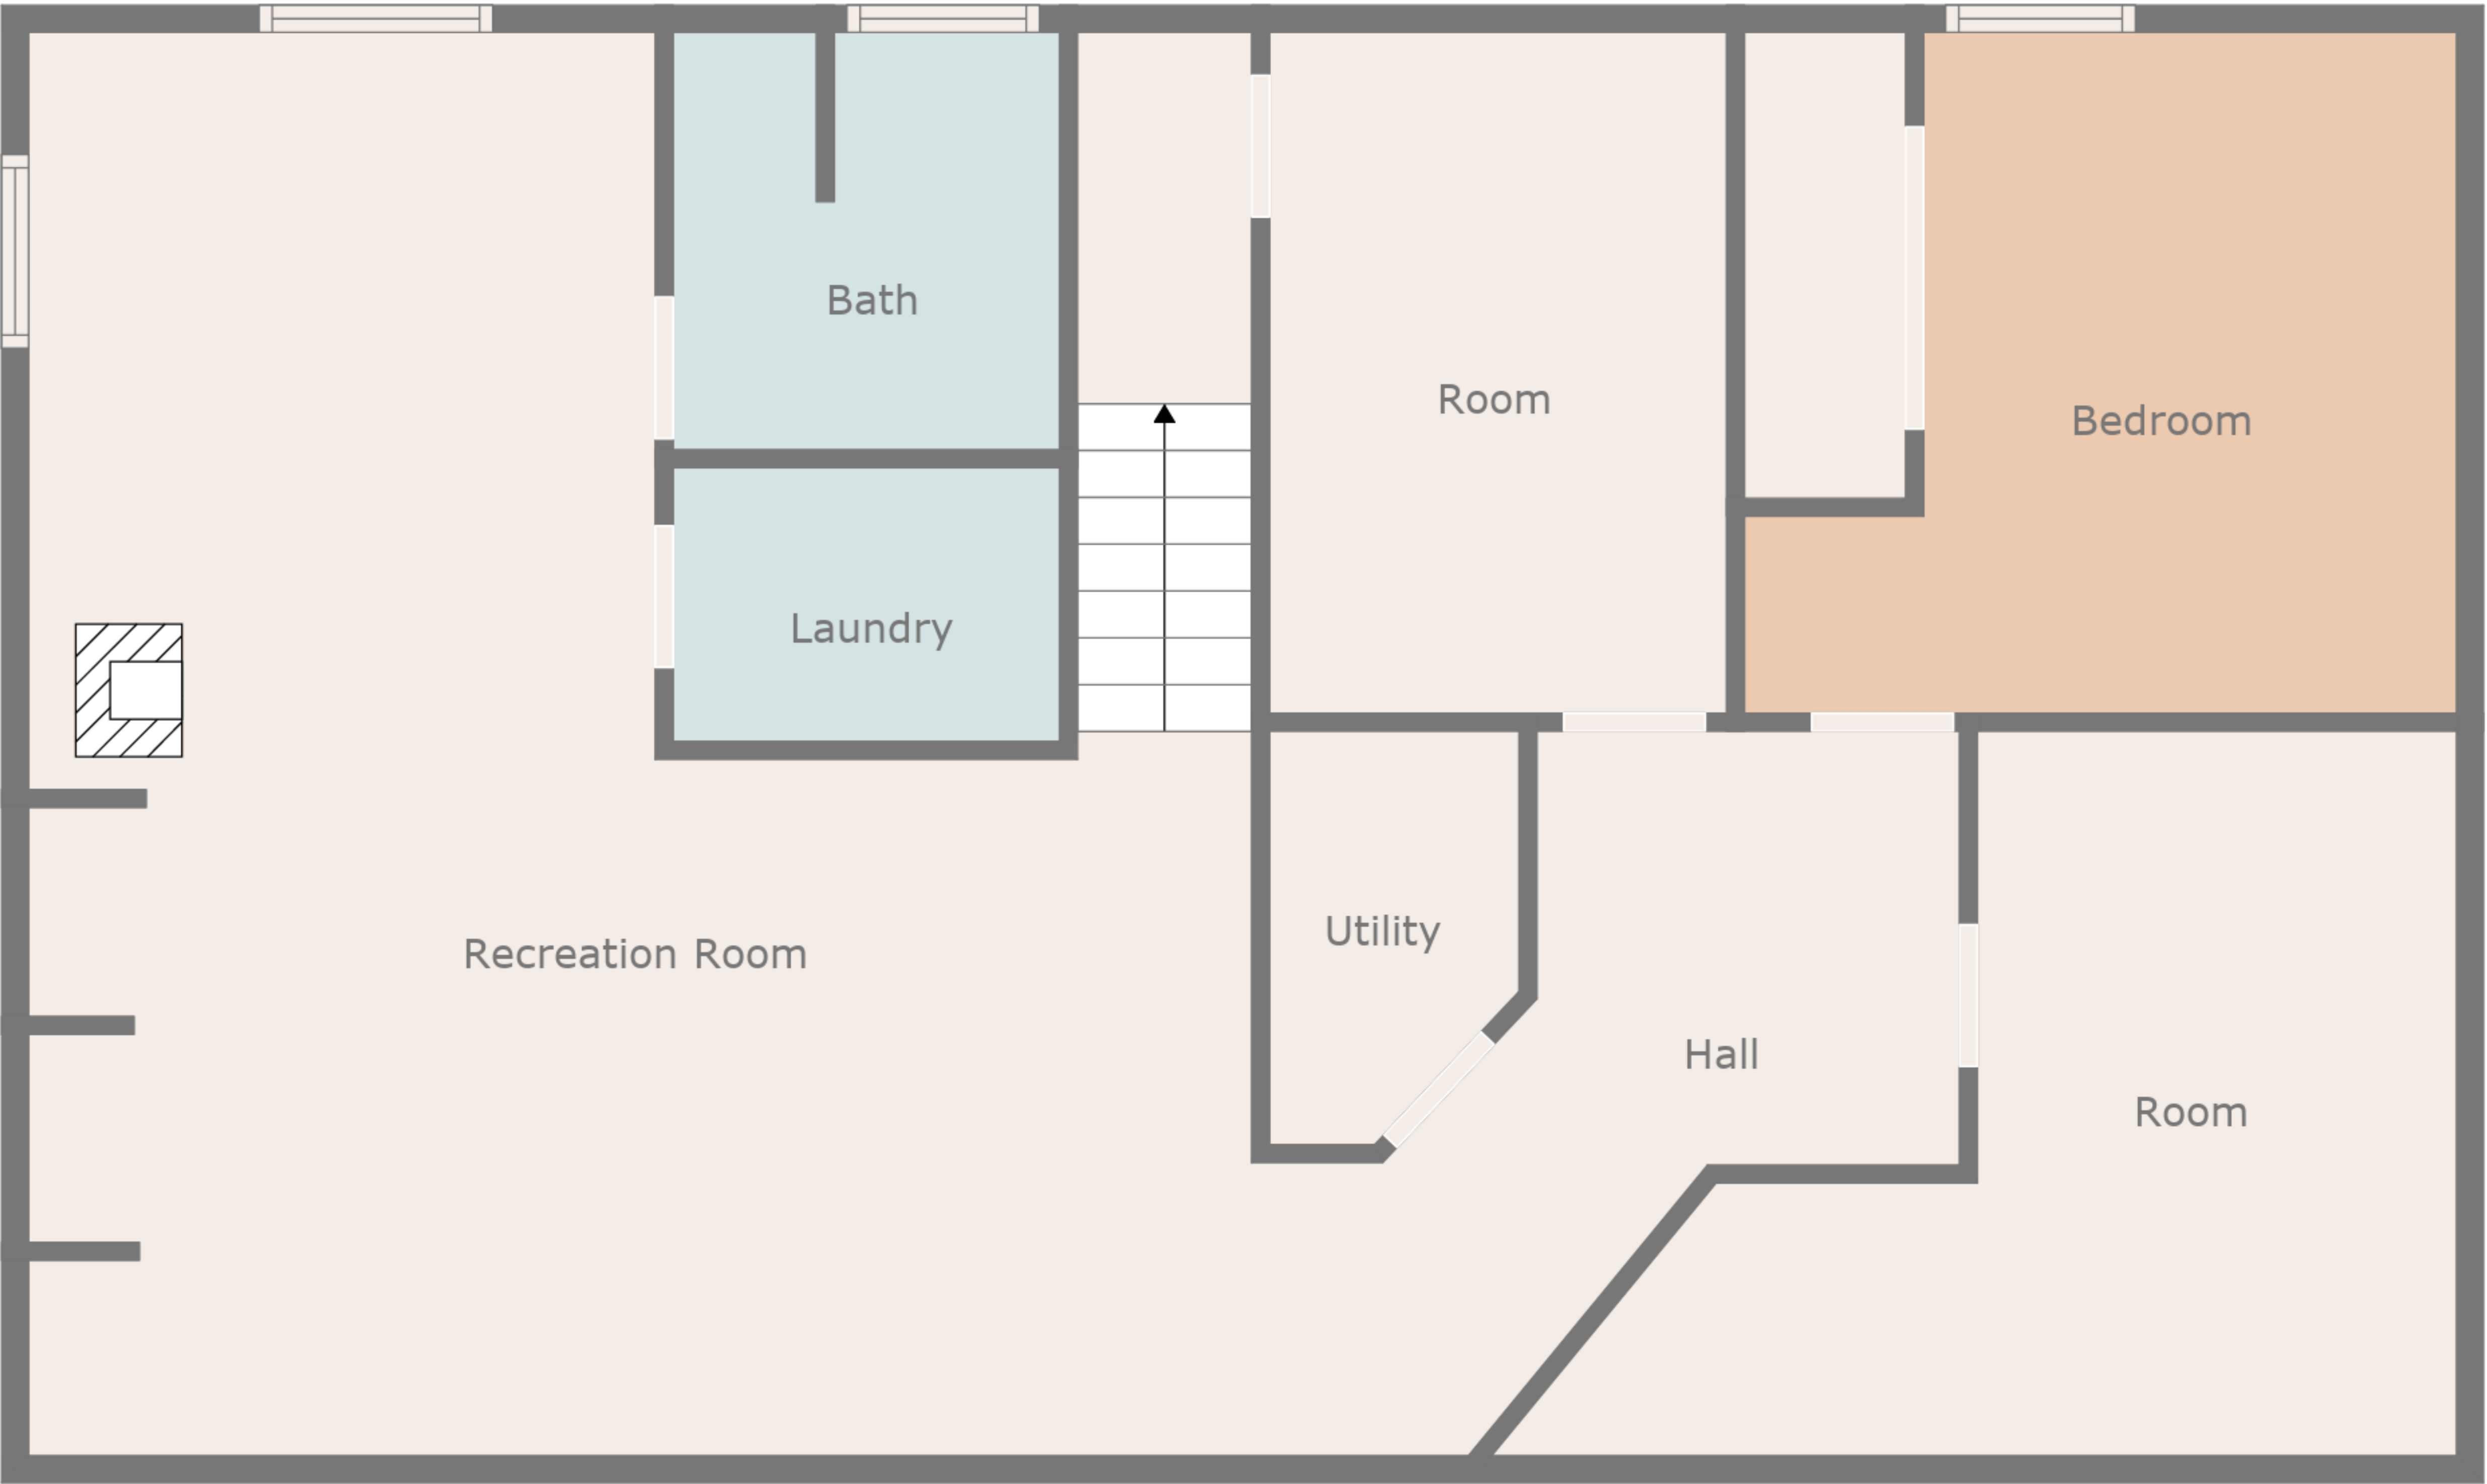 Bath
Room
Bedroom
Laundry
Utility
Recreation Room
Hall
Room